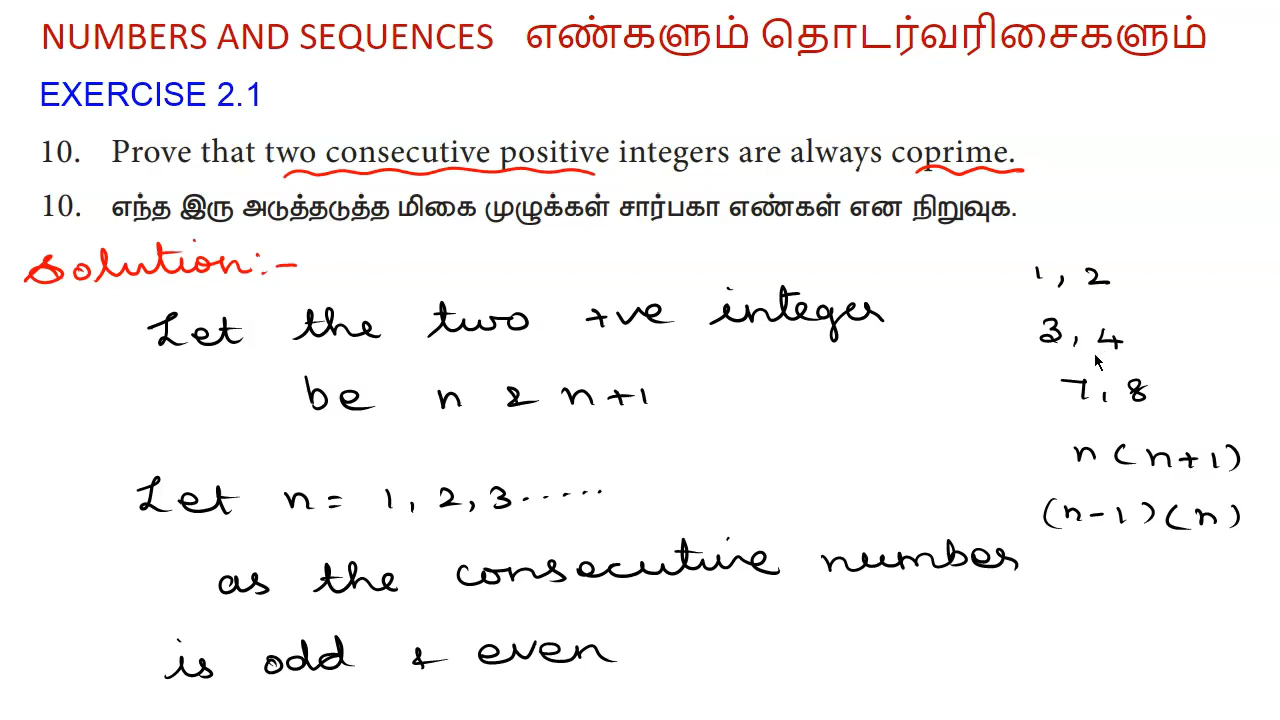 NUMBERS AND SEQUENCES எண்களும் தொடர்வரிசைகளும்
EXERCISE 2.1
10. Prove that two consecutive positive integers are always coprime.
10. எந்த இரு அடுத்தடுத்த மிகை முழுக்கள் சார்பகா எண்கள் என நிறுவுக.
Solution:-
Let the two +ve integer
be n & n+1
Let n = 1, 2, 3.....
as the consecutive number
is odd & even
1, 2
3, 4
7, 8
n (n+1)
(n-1) (n)